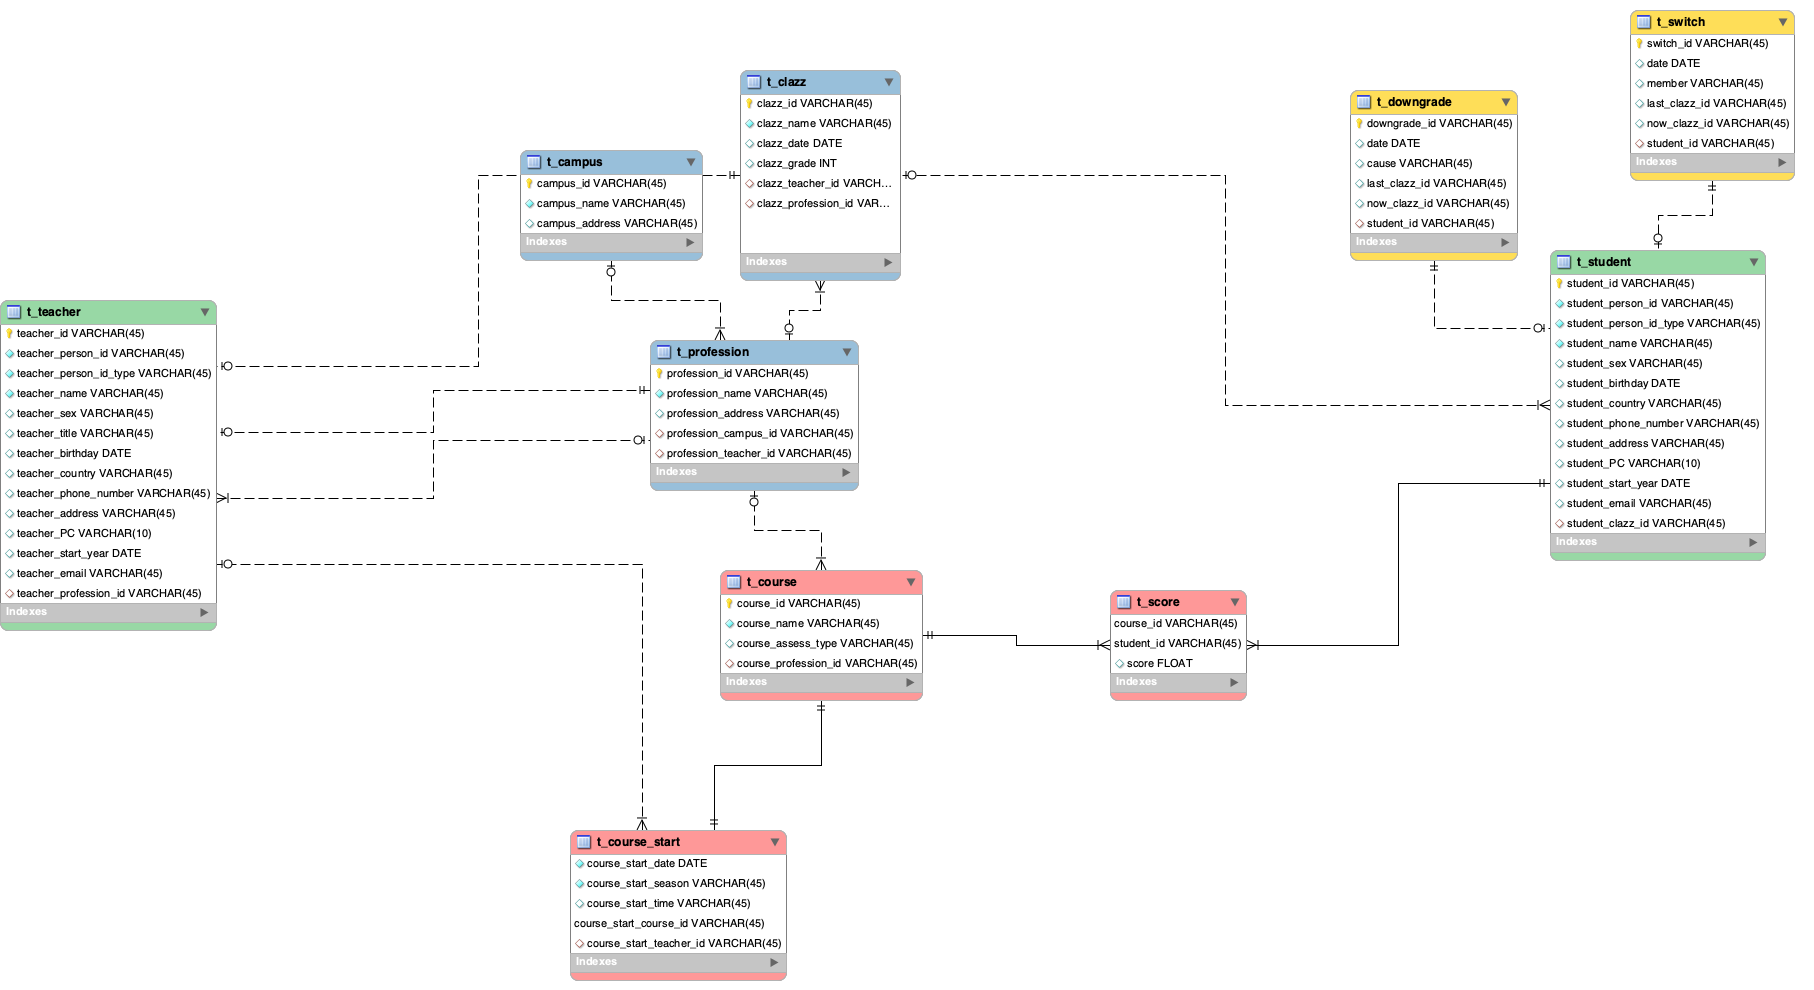 t_switch
switch_id VARCHAR(45)
date DATE
member VARCHAR(45)
last_clazz_id VARCHAR(45)
now_clazz_id VARCHAR(45)
student_id VARCHAR(45)
Indexes
t_clazz
clazz_id VARCHAR(45)
clazz_name VARCHAR(45)
clazz_date DATE
clazz_grade INT
clazz_teacher_id VARCH...
clazz_profession_id VAR...
Indexes
t_downgrade
downgrade_id VARCHAR(45)
date DATE
cause VARCHAR(45)
last_clazz_id VARCHAR(45)
now_clazz_id VARCHAR(45)
student_id VARCHAR(45)
Indexes
t_campus
campus_id VARCHAR(45)
campus_name VARCHAR(45)
campus_address VARCHAR(45)
Indexes
t_student
student_id VARCHAR(45)
student_person_id VARCHAR(45)
student_person_id_type VARCHAR(45)
student_name VARCHAR(45)
student_sex VARCHAR(45)
student_birthday DATE
student_country VARCHAR(45)
student_phone_number VARCHAR(45)
student_address VARCHAR(45)
student_PC VARCHAR(10)
student_start_year DATE
student_email VARCHAR(45)
student_clazz_id VARCHAR(45)
Indexes
t_teacher
teacher_id VARCHAR(45)
teacher_person_id VARCHAR(45)
teacher_person_id_type VARCHAR(45)
teacher_name VARCHAR(45)
teacher_sex VARCHAR(45)
teacher_title VARCHAR(45)
teacher_birthday DATE
teacher_country VARCHAR(45)
teacher_phone_number VARCHAR(45)
teacher_address VARCHAR(45)
teacher_PC VARCHAR(10)
teacher_start_year DATE
teacher_email VARCHAR(45)
teacher_profession_id VARCHAR(45)
Indexes
t_profession
profession_id VARCHAR(45)
profession_name VARCHAR(45)
profession_address VARCHAR(45)
profession_campus_id VARCHAR(45)
profession_teacher_id VARCHAR(45)
Indexes
t_course
course_id VARCHAR(45)
course_name VARCHAR(45)
course_assess_type VARCHAR(45)
course_profession_id VARCHAR(45)
Indexes
t_score
course_id VARCHAR(45)
student_id VARCHAR(45)
score FLOAT
Indexes
t_course_start
course_start_date DATE
course_start_season VARCHAR(45)
course_start_time VARCHAR(45)
course_start_course_id VARCHAR(45)
course_start_teacher_id VARCHAR(45)
Indexes